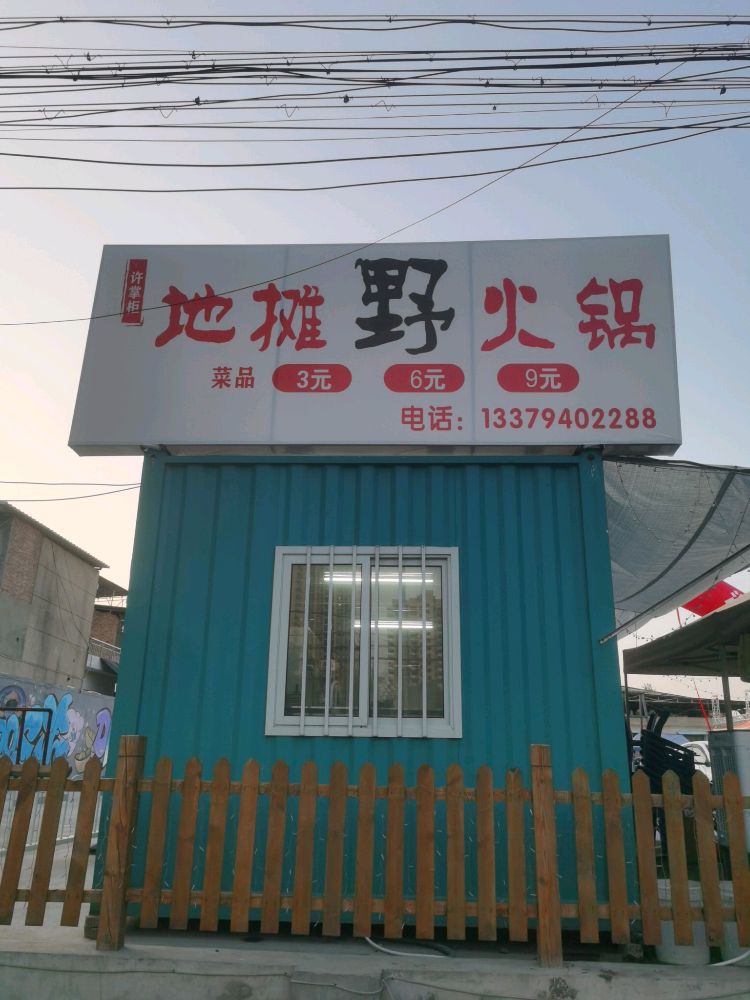 许掌柜
地摊野火锅
菜品 3元 6元 9元
电话：13379402288